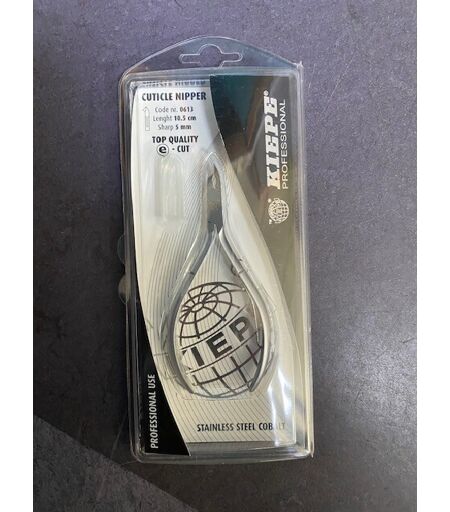 CUTICLE NIPPER
Code nr. 0613
Lenght 10.5 cm
Sharp 5 mm
TOP QUALITY
e - CUT
KIEPE®
PROFESSIONAL
KIEPE
PROFESSIONAL USE
STAINLESS STEEL COBALT